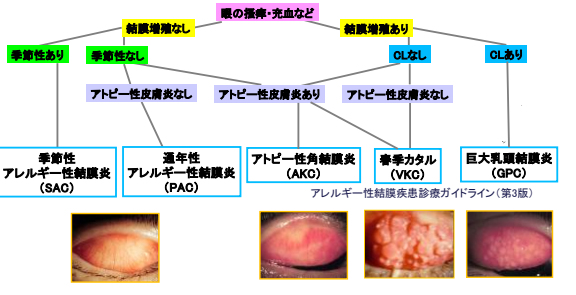 眼の掻痒・充血など
結膜増殖なし
結膜増殖あり
季節性あり
季節性なし
CLなし
CLあり
アトピー性皮膚炎なし
アトピー性皮膚炎あり
アトピー性皮膚炎なし
季節性
アレルギー性結膜炎
(SAC)
通年性
アレルギー性結膜炎
(PAC)
アトピー性角結膜炎
(AKC)
春季カタル
(VKC)
巨大乳頭結膜炎
(GPC)
アレルギー性結膜疾患診療ガイドライン(第3版)